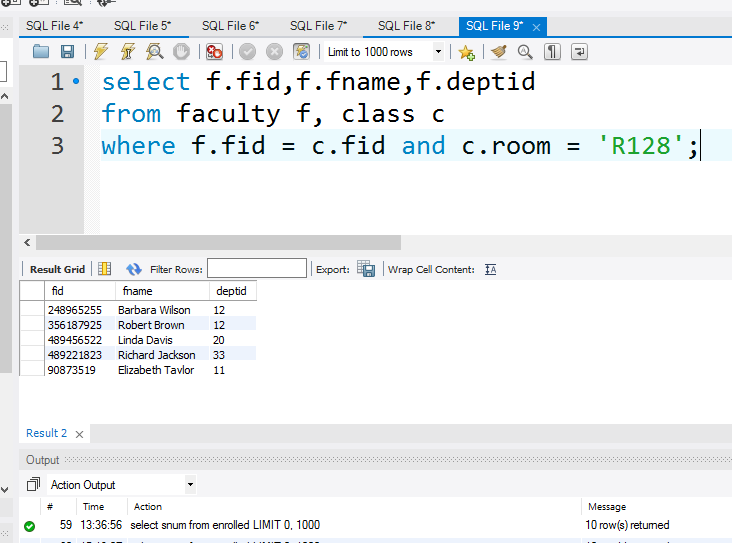 SQL File 4* SQL File 5* SQL File 6* SQL File 7* SQL File 8* SQL File 9*
Limit to 1000 rows
1 select f.fid,f.fname,f.deptid
2 from faculty f, class c
3 where f.fid = c.fid and c.room = 'R128';
Result Grid Filter Rows: Export: Wrap Cell Content:
fid fname deptid
248965255 Barbara Wilson 12
356187925 Robert Brown 12
489456522 Linda Davis 20
489221823 Richard Jackson 33
90873519 Elizabeth Taylor 11
Result 2
Output
Action Output
# Time Action Message
59 13:36:56 select snum from enrolled LIMIT 0, 1000 10 row(s) returned